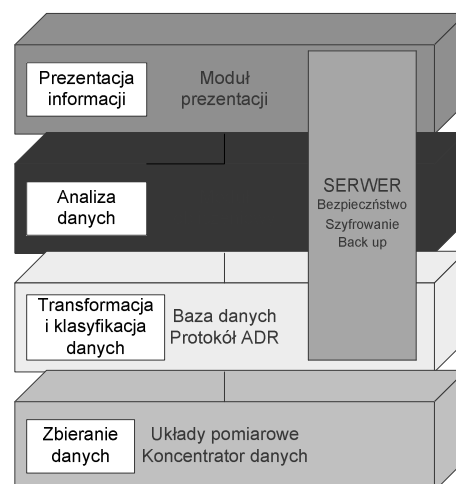 Prezentacja
informacji
Moduł
prezentacji
SERWER
Bezpieczństwo
Szyfrowanie
Back up
Analiza
danych
Transformacja
i klasyfikacja
danych
Baza danych
Protokół ADR
Zbieranie
danych
Układy pomiarowe
Koncentrator danych